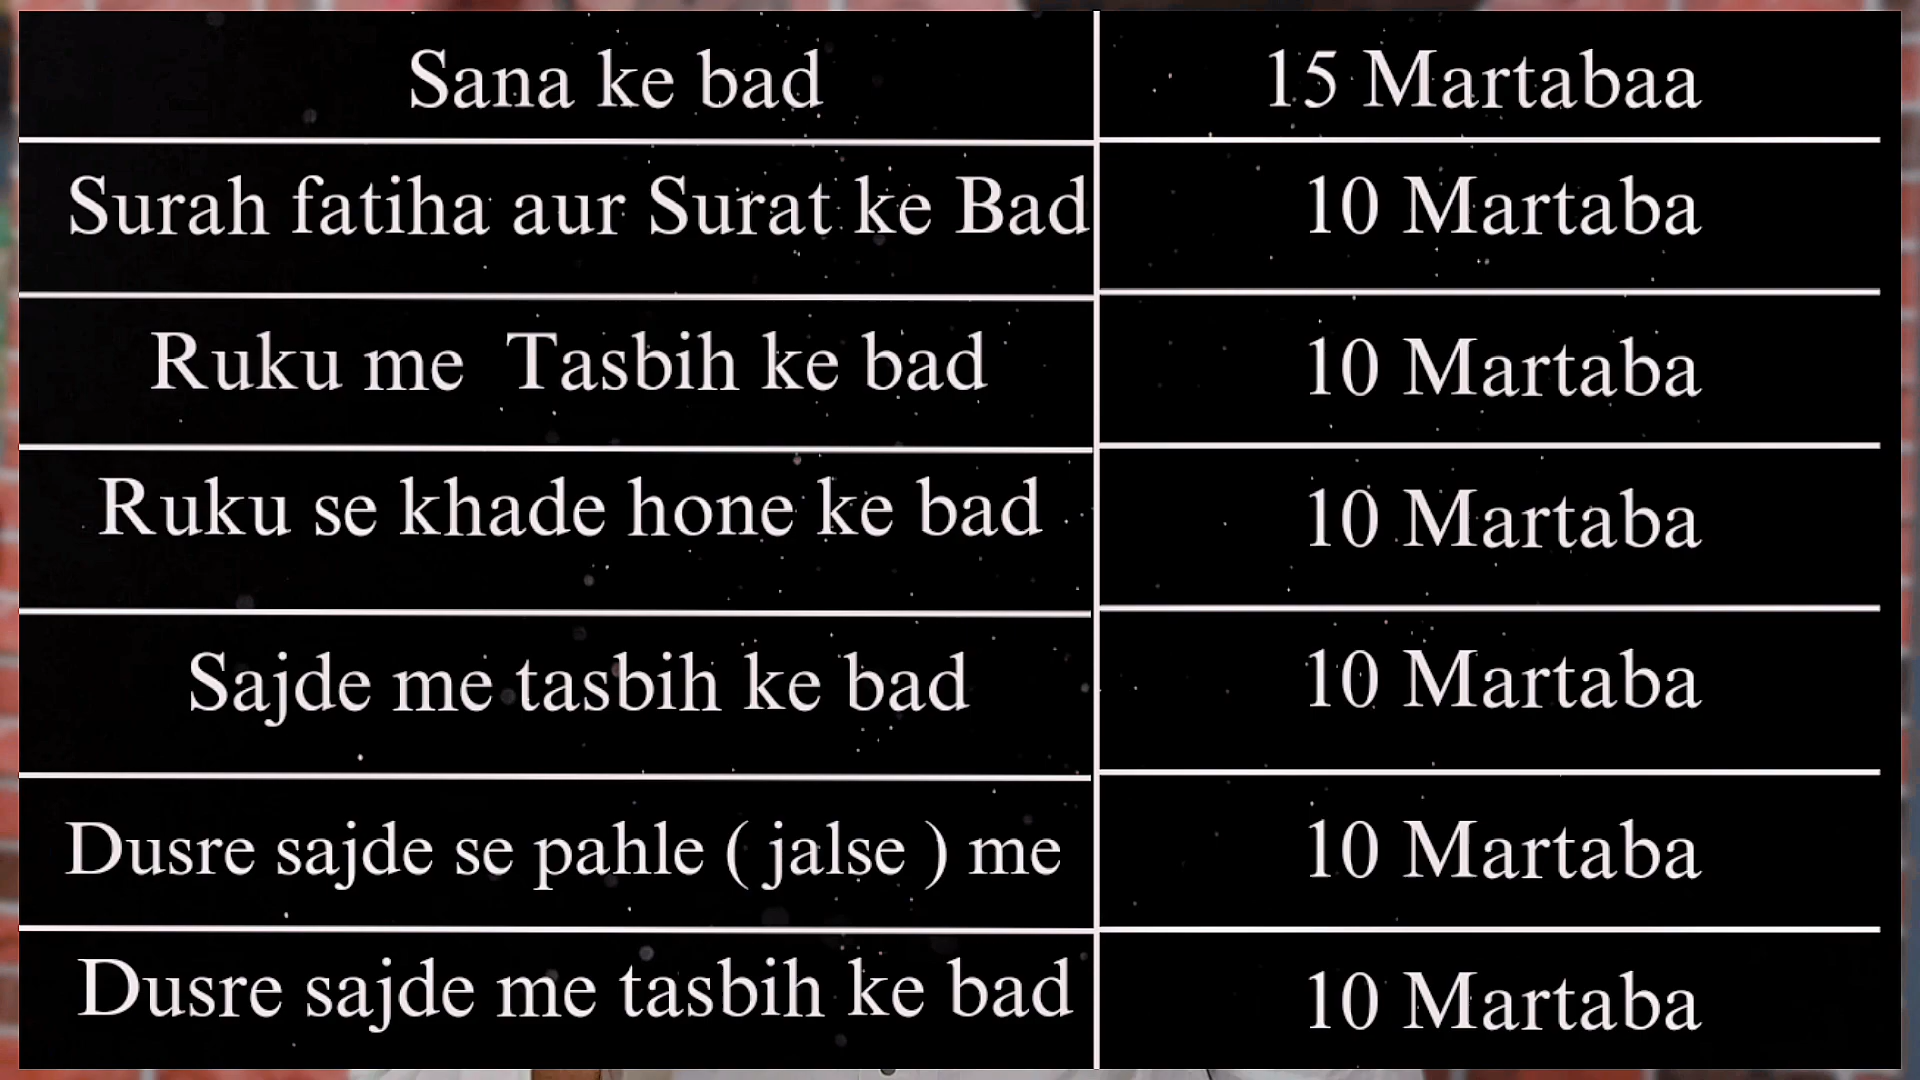 Sana ke bad 15 Martabaa
Surah fatiha aur Surat ke Bad 10 Martaba
Ruku me Tasbih ke bad 10 Martaba
Ruku se khade hone ke bad 10 Martaba
Sajde me tasbih ke bad 10 Martaba
Dusre sajde se pahle ( jalse ) me 10 Martaba
Dusre sajde me tasbih ke bad 10 Martaba